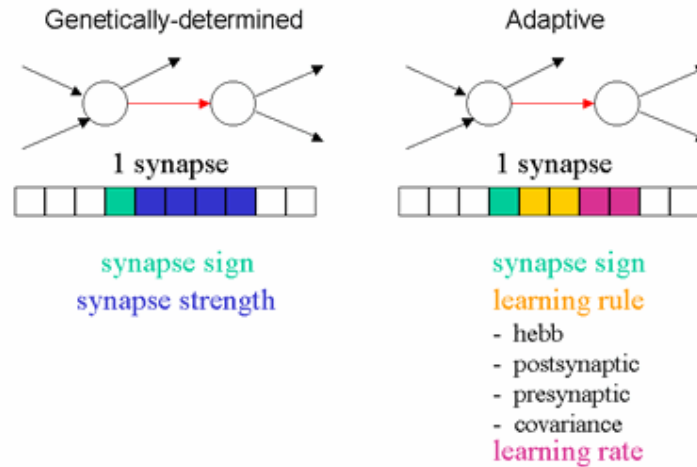 Genetically-determined
1 synapse
synapse sign
synapse strength
Adaptive
1 synapse
synapse sign
learning rule
- hebb
- postsynaptic
- presynaptic
- covariance
learning rate